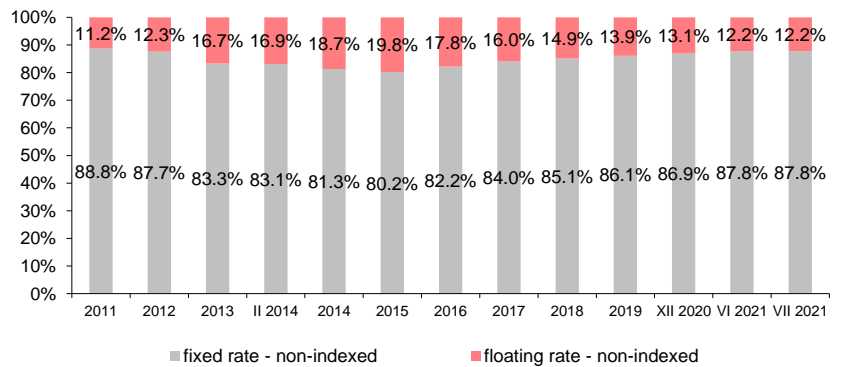 100%
90%
80%
70%
60%
50%
40%
30%
20%
10%
0%
11.2% 12.3% 16.7% 16.9% 18.7% 19.8% 17.8% 16.0% 14.9% 13.9% 13.1% 12.2% 12.2%
88.8% 87.7% 83.3% 83.1% 81.3% 80.2% 82.2% 84.0% 85.1% 86.1% 86.9% 87.8% 87.8%
2011 2012 2013 II 2014 2014 2015 2016 2017 2018 2019 XII 2020 VI 2021 VII 2021
fixed rate - non-indexed floating rate - non-indexed